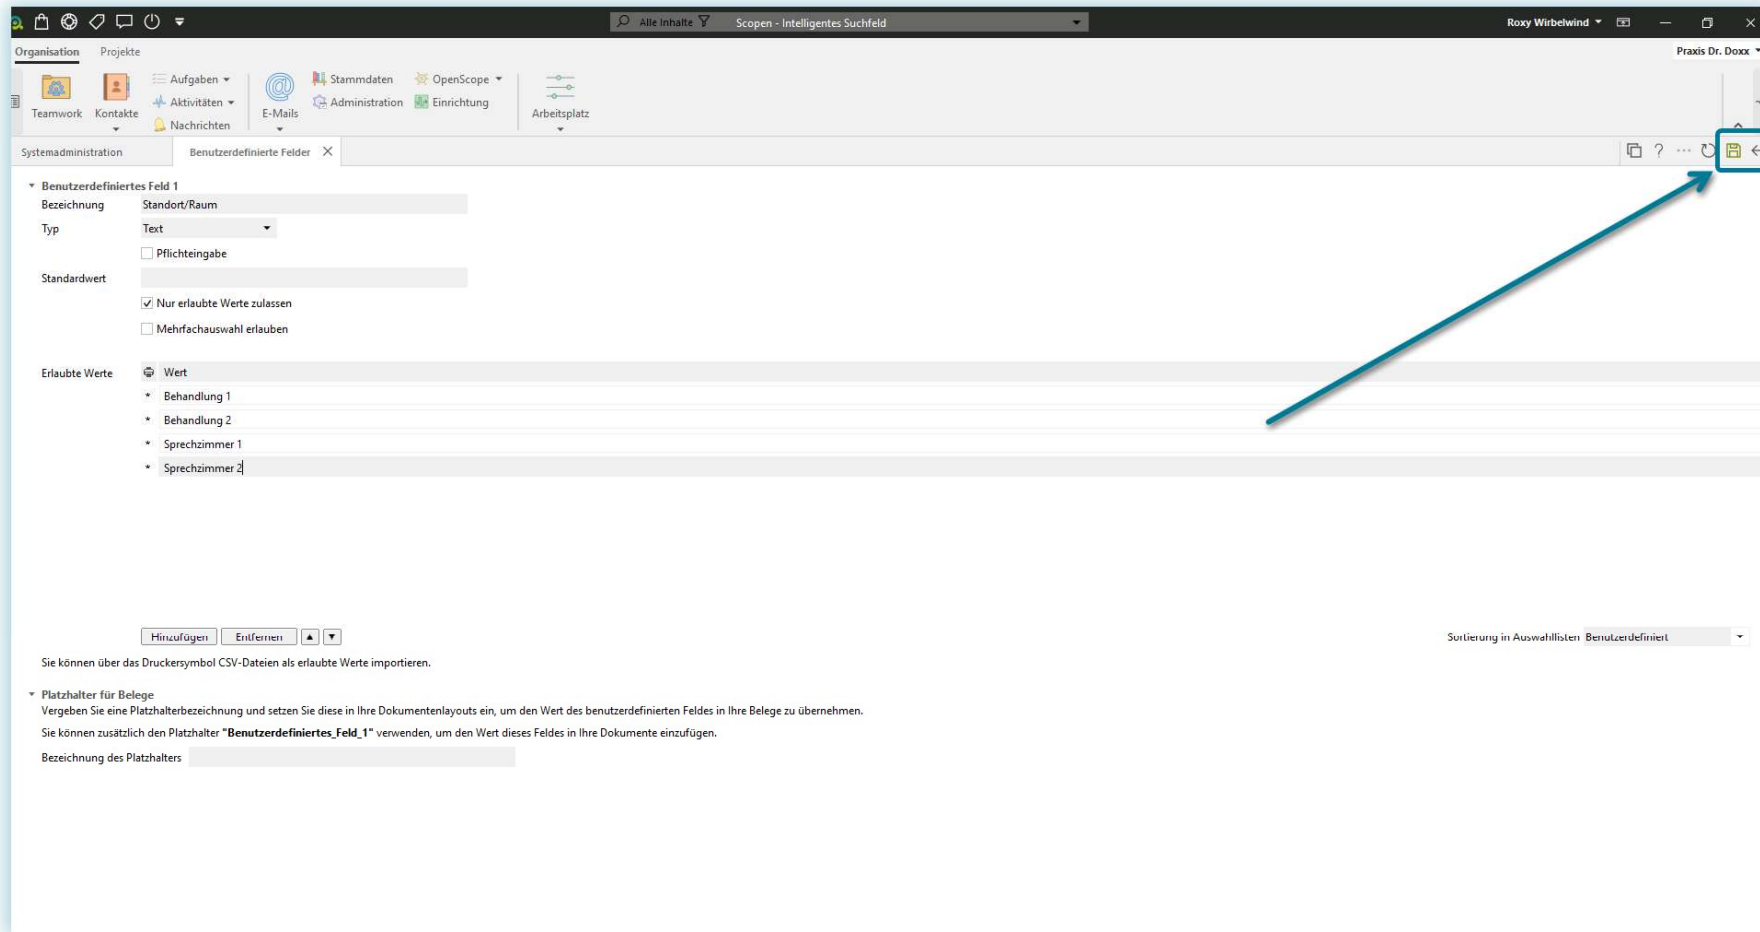 Alle Inhalte Scopen - Intelligentes Suchfeld Roxy Wirbelwind
Organisation Projekte Praxis Dr. Doxx
Teamwork Kontakte Aufgaben Aktivitäten Nachrichten E-Mails Stammdaten Administration OpenScope Einrichtung Arbeitsplatz
Systemadministration Benutzerdefinierte Felder
Benutzerdefiniertes Feld 1
Bezeichnung Standort/Raum
Typ Text
Pflichteingabe
Standardwert
Nur erlaubte Werte zulassen
Mehrfachauswahl erlauben
Erlaubte Werte Wert
* Behandlung 1
* Behandlung 2
* Sprechzimmer 1
* Sprechzimmer 2
Hinzufügen Entfernen Sortierung in Auswahllisten Benutzerdefiniert
Sie können über das Druckersymbol CSV-Dateien als erlaubte Werte importieren.
Platzhalter für Belege
Vergeben Sie eine Platzhalterbezeichnung und setzen Sie diese in Ihre Dokumentenlayouts ein, um den Wert des benutzerdefinierten Feldes in Ihre Belege zu übernehmen.
Sie können zusätzlich den Platzhalter "Benutzerdefiniertes_Feld_1" verwenden, um den Wert dieses Feldes in Ihre Dokumente einzufügen.
Bezeichnung des Platzhalters